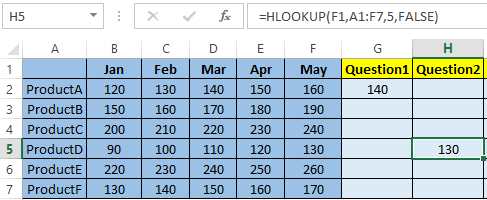 H5 =HLOOKUP(F1,A1:F7,5,FALSE)
A B C D E F G H
1 Jan Feb Mar Apr May Question1 Question2
2 ProductA 120 130 140 150 160 140
3 ProductB 150 160 170 180 190
4 ProductC 200 210 220 230 240
5 ProductD 90 100 110 120 130 130
6 ProductE 220 230 240 250 260
7 ProductF 130 140 150 160 170